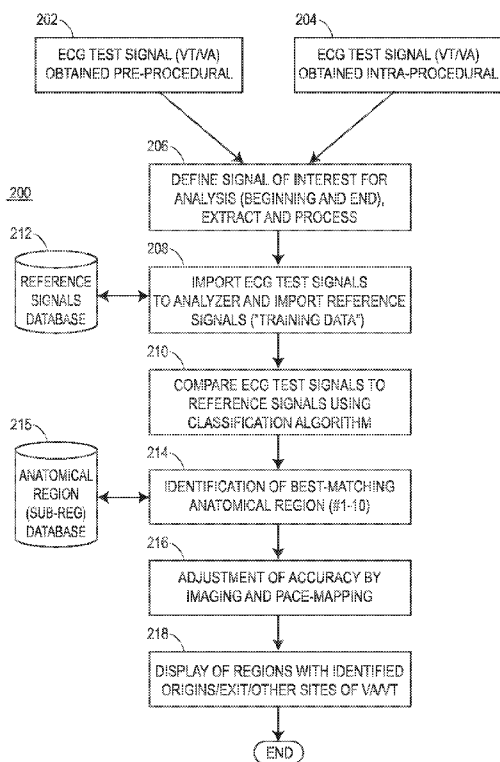 202
204
ECG TEST SIGNAL (VT/VA)
OBTAINED PRE-PROCEDURAL
ECG TEST SIGNAL (VT/VA)
OBTAINED INTRA-PROCEDURAL
206
200
DEFINE SIGNAL OF INTEREST FOR
ANALYSIS (BEGINNING AND END),
EXTRACT AND PROCESS
212
208
REFERENCE
SIGNALS
DATABASE
IMPORT ECG TEST SIGNALS
TO ANALYZER AND IMPORT REFERENCE
SIGNALS ("TRAINING DATA")
210
COMPARE ECG TEST SIGNALS TO
REFERENCE SIGNALS USING
CLASSIFICATION ALGORITHM
215
214
ANATOMICAL
REGION
(SUB-REG)
DATABASE
IDENTIFICATION OF BEST-MATCHING
ANATOMICAL REGION (#1-10)
216
ADJUSTMENT OF ACCURACY BY
IMAGING AND PACE-MAPPING
218
DISPLAY OF REGIONS WITH IDENTIFIED
ORIGINS/EXIT/OTHER SITES OF VA/VT
END